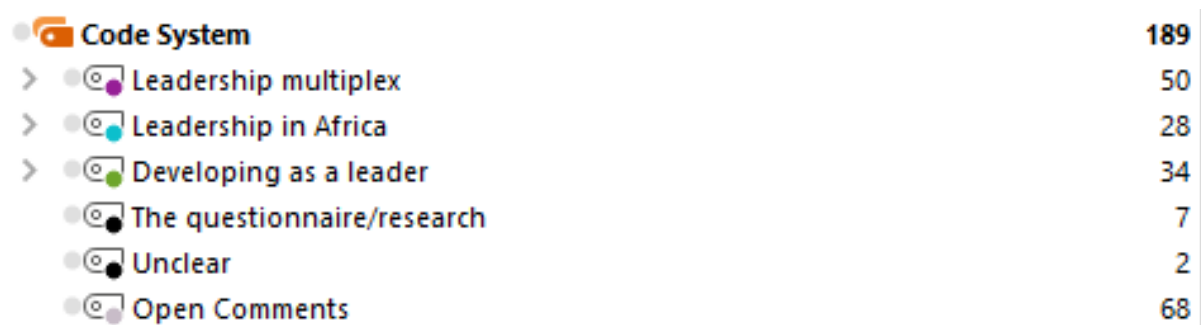 Code System 189
Leadership multiplex 50
Leadership in Africa 28
Developing as a leader 34
The questionnaire/research 7
Unclear 2
Open Comments 68